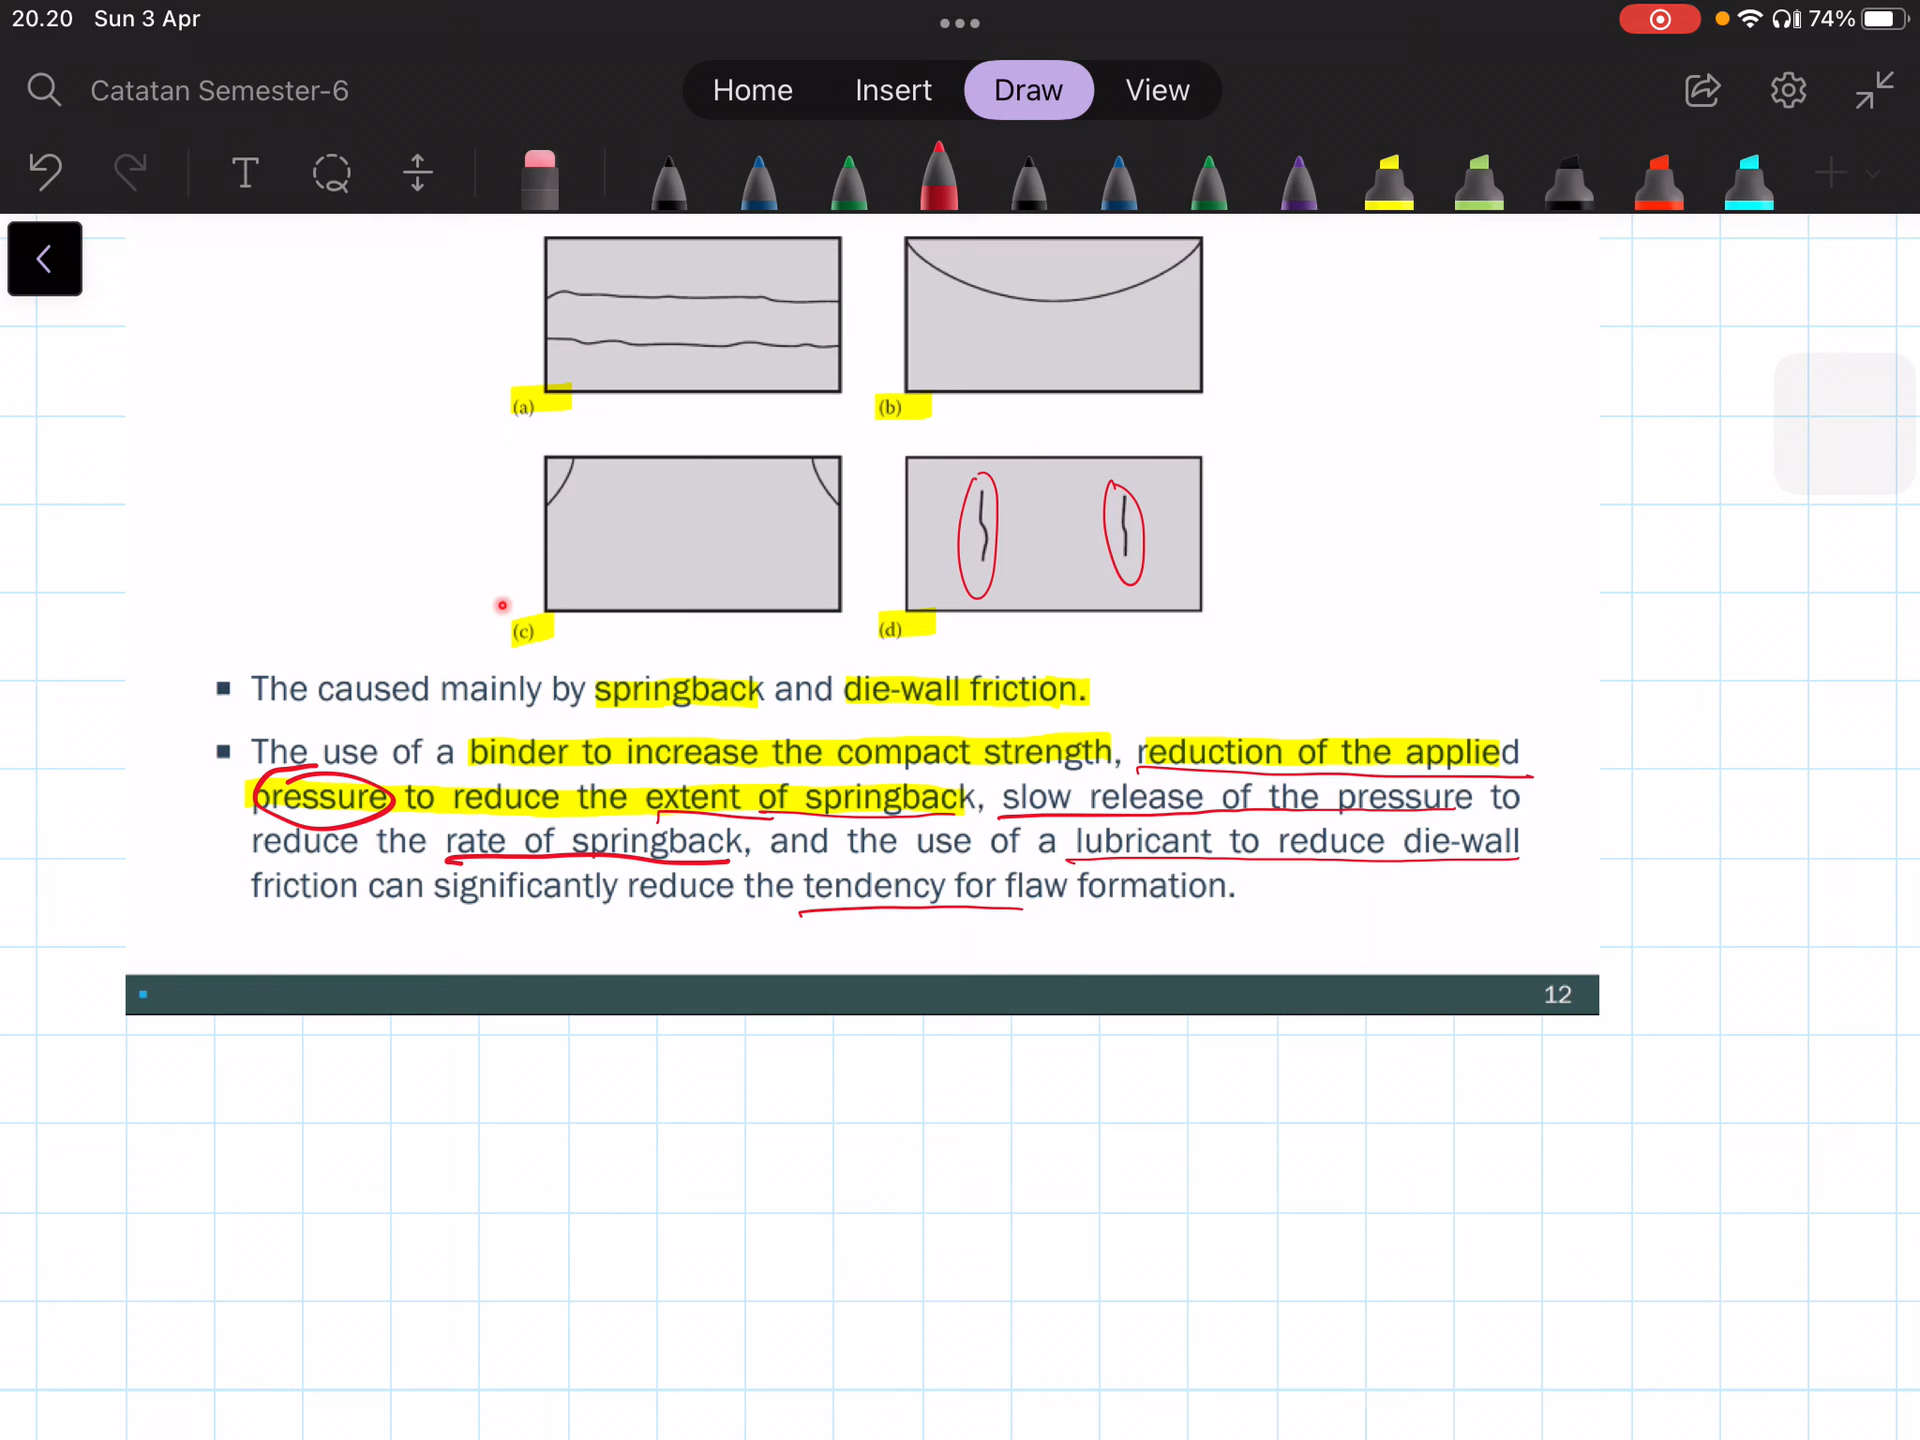 20.20 Sun 3 Apr
74%
Catatan Semester-6
Home Insert Draw View
T
(a) (b)
(c) (d)
▪ The caused mainly by springback and die-wall friction.
▪ The use of a binder to increase the compact strength, reduction of the applied
pressure to reduce the extent of springback, slow release of the pressure to
reduce the rate of springback, and the use of a lubricant to reduce die-wall
friction can significantly reduce the tendency for flaw formation.
12